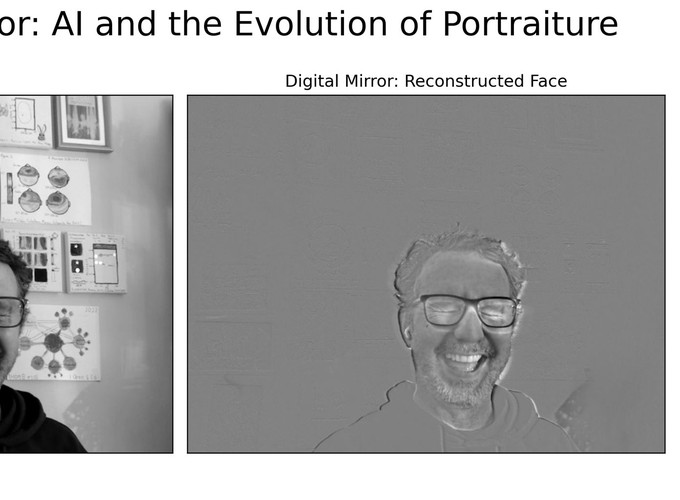 or: AI and the Evolution of Portraiture
Digital Mirror: Reconstructed Face